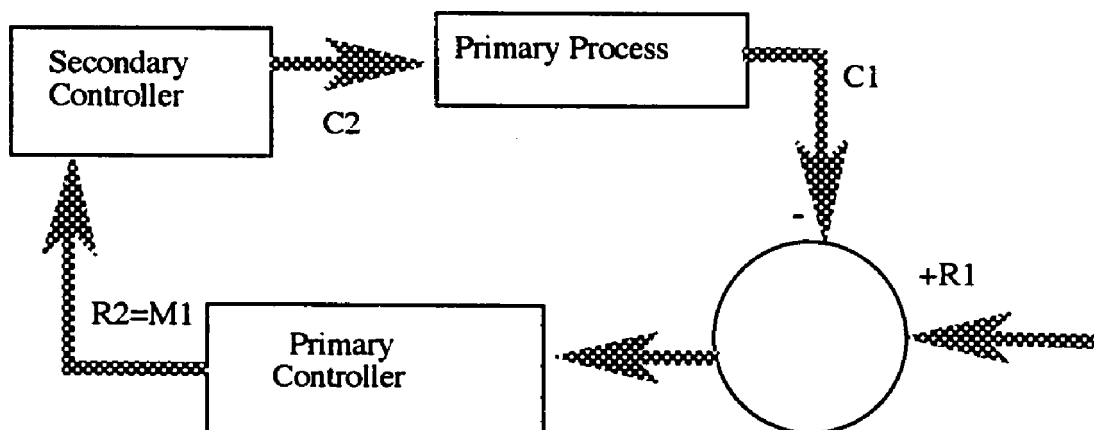 Secondary
Controller
C2
Primary Process
C1
-
+R1
R2=M1
Primary
Controller